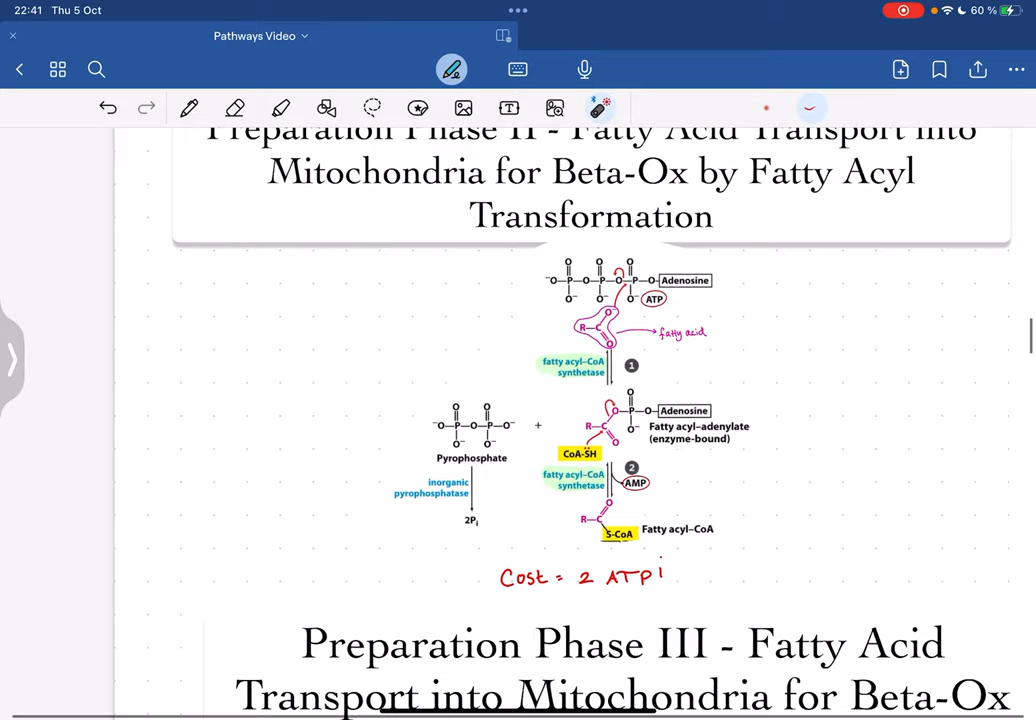 22:41 Thu 5 Oct
60 %
Pathways Video
Preparation Phase II - Fatty Acid Transport into
Mitochondria for Beta-Ox by Fatty Acyl
Transformation
O O O
⁻O—P—O—P—O—P—O—Adenosine
O⁻ O⁻ O⁻ ATP
O⁻
R—C
O
fatty acid
fatty acyl–CoA
synthetase
1
O O
⁻O—P—O—P—O⁻
O⁻ O⁻
Pyrophosphate
+
O
O—P—O—Adenosine
R—C O⁻
O
Fatty acyl–adenylate
(enzyme-bound)
CoA-SH
inorganic
pyrophosphatase
2Pi
fatty acyl–CoA
synthetase
2
AMP
O
R—C
S-CoA
Fatty acyl–CoA
Cost = 2 ATP i
Preparation Phase III - Fatty Acid
Transport into Mitochondria for Beta-Ox